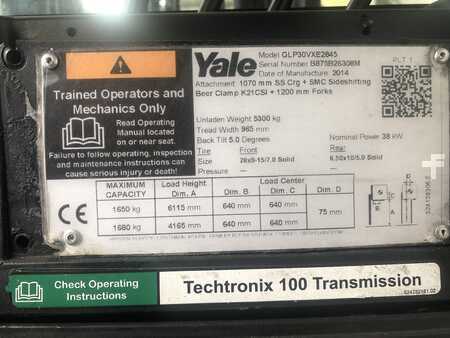 Yale
Model GLP30VXE2845
Serial Number B875B26308M
Date of Manufacture 2014
PLT 1
Attachment 1070 mm SS Crg + SMC Sideshifting
Beer Clamp K21CSI + 1200 mm Forks
Trained Operators and
Mechanics Only
Read Operating
Manual located
on or near seat.
Failure to follow operating, inspection
and maintenance instructions can
cause serious injury or death!
Unladen Weight 5300 kg
Tread Width 965 mm
Back Tilt 5.0 Degrees
Nominal Power 38 kW
Tire Front Rear
Size 28x9-15/7.0 Solid 6.50x10/5.0 Solid
Pressure — —
MAXIMUM CAPACITY
Load Height Dim. A
Load Center
Dim. B Dim. C Dim. D
1650 kg 6115 mm 640 mm 640 mm
75 mm
1680 kg 4165 mm 640 mm 640 mm
CE
B
D
A
Check Operating
Instructions
Techtronix 100 Transmission